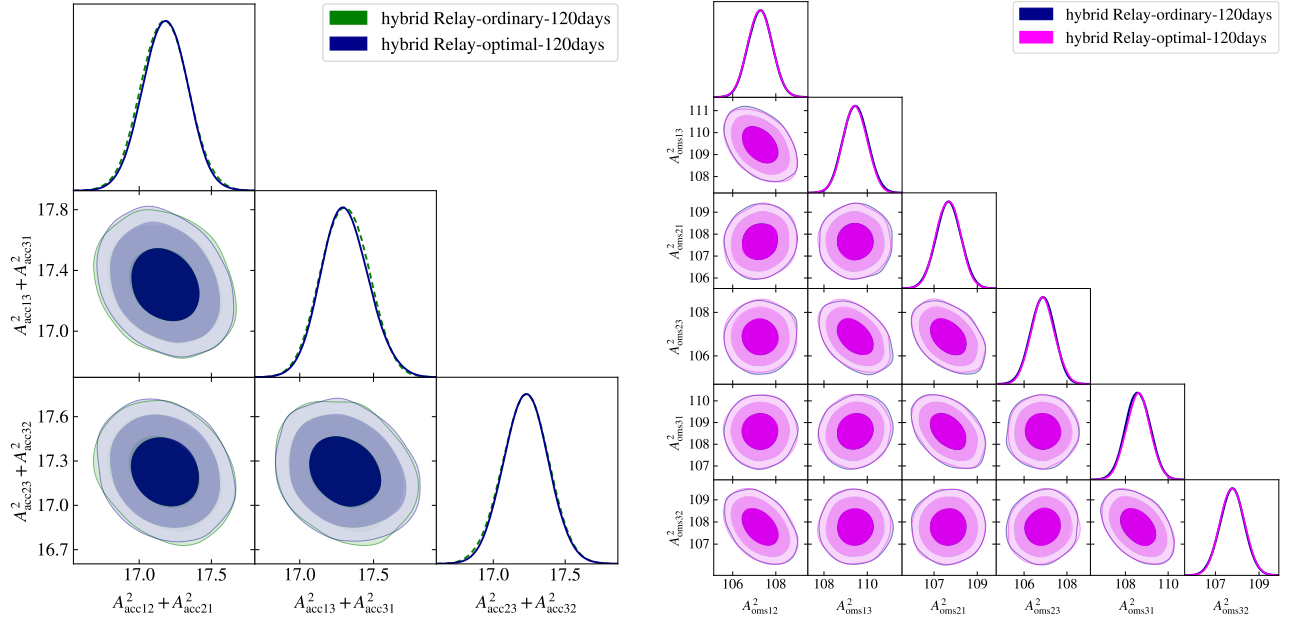 hybrid Relay-ordinary-120days
hybrid Relay-optimal-120days
17.8
17.4
17.0
A²acc13 + A²acc31
17.6
17.3
17.0
16.7
A²acc23 + A²acc32
17.0 17.5 17.0 17.5 17.0 17.5
A²acc12 + A²acc21 A²acc13 + A²acc31 A²acc23 + A²acc32
hybrid Relay-ordinary-120days
hybrid Relay-optimal-120days
111
110
109
108
A²oms13
109
108
107
106
A²oms21
108
106
A²oms23
110
109
108
107
A²oms31
109
108
107
A²oms32
106 108 108 110 107 109 106 108 108 110 107 109
A²oms12 A²oms13 A²oms21 A²oms23 A²oms31 A²oms32